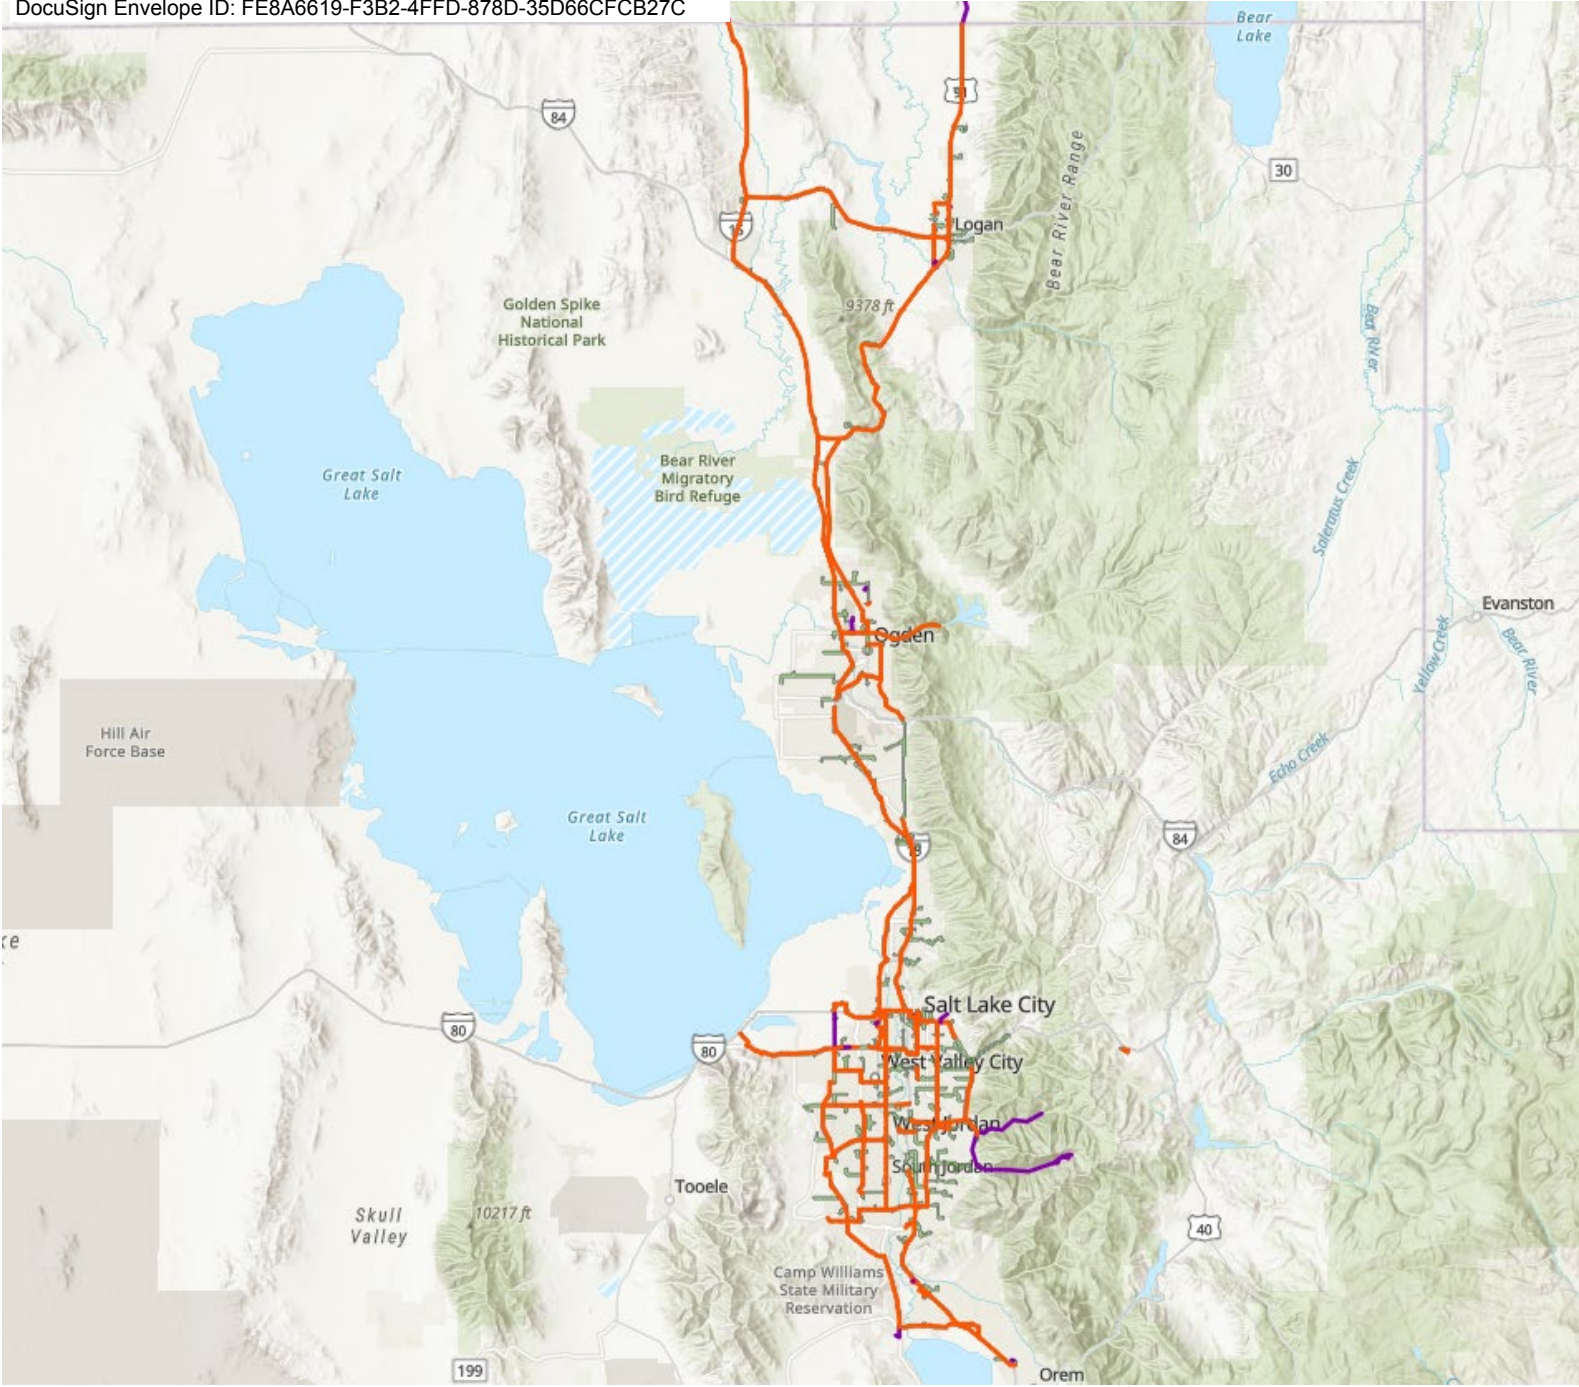 DocuSign Envelope ID: FE8A6619-F3B2-4FFD-878D-35D66CFCB27C
Bear
Lake
84
91
30
Bear River Range
15
Logan
Golden Spike
National
Historical Park
9378 ft
Bear River
Great Salt
Lake
Bear River
Migratory
Bird Refuge
Saleratus Creek
Evanston
Ogden
Yellow Creek
Bear River
Hill Air
Force Base
Echo Creek
Great Salt
Lake
84
15
ke
Salt Lake City
80
80
West Valley City
West Jordan
South Jordan
Tooele
10217 ft
Skull
Valley
40
Camp Williams
State Military
Reservation
199
Orem